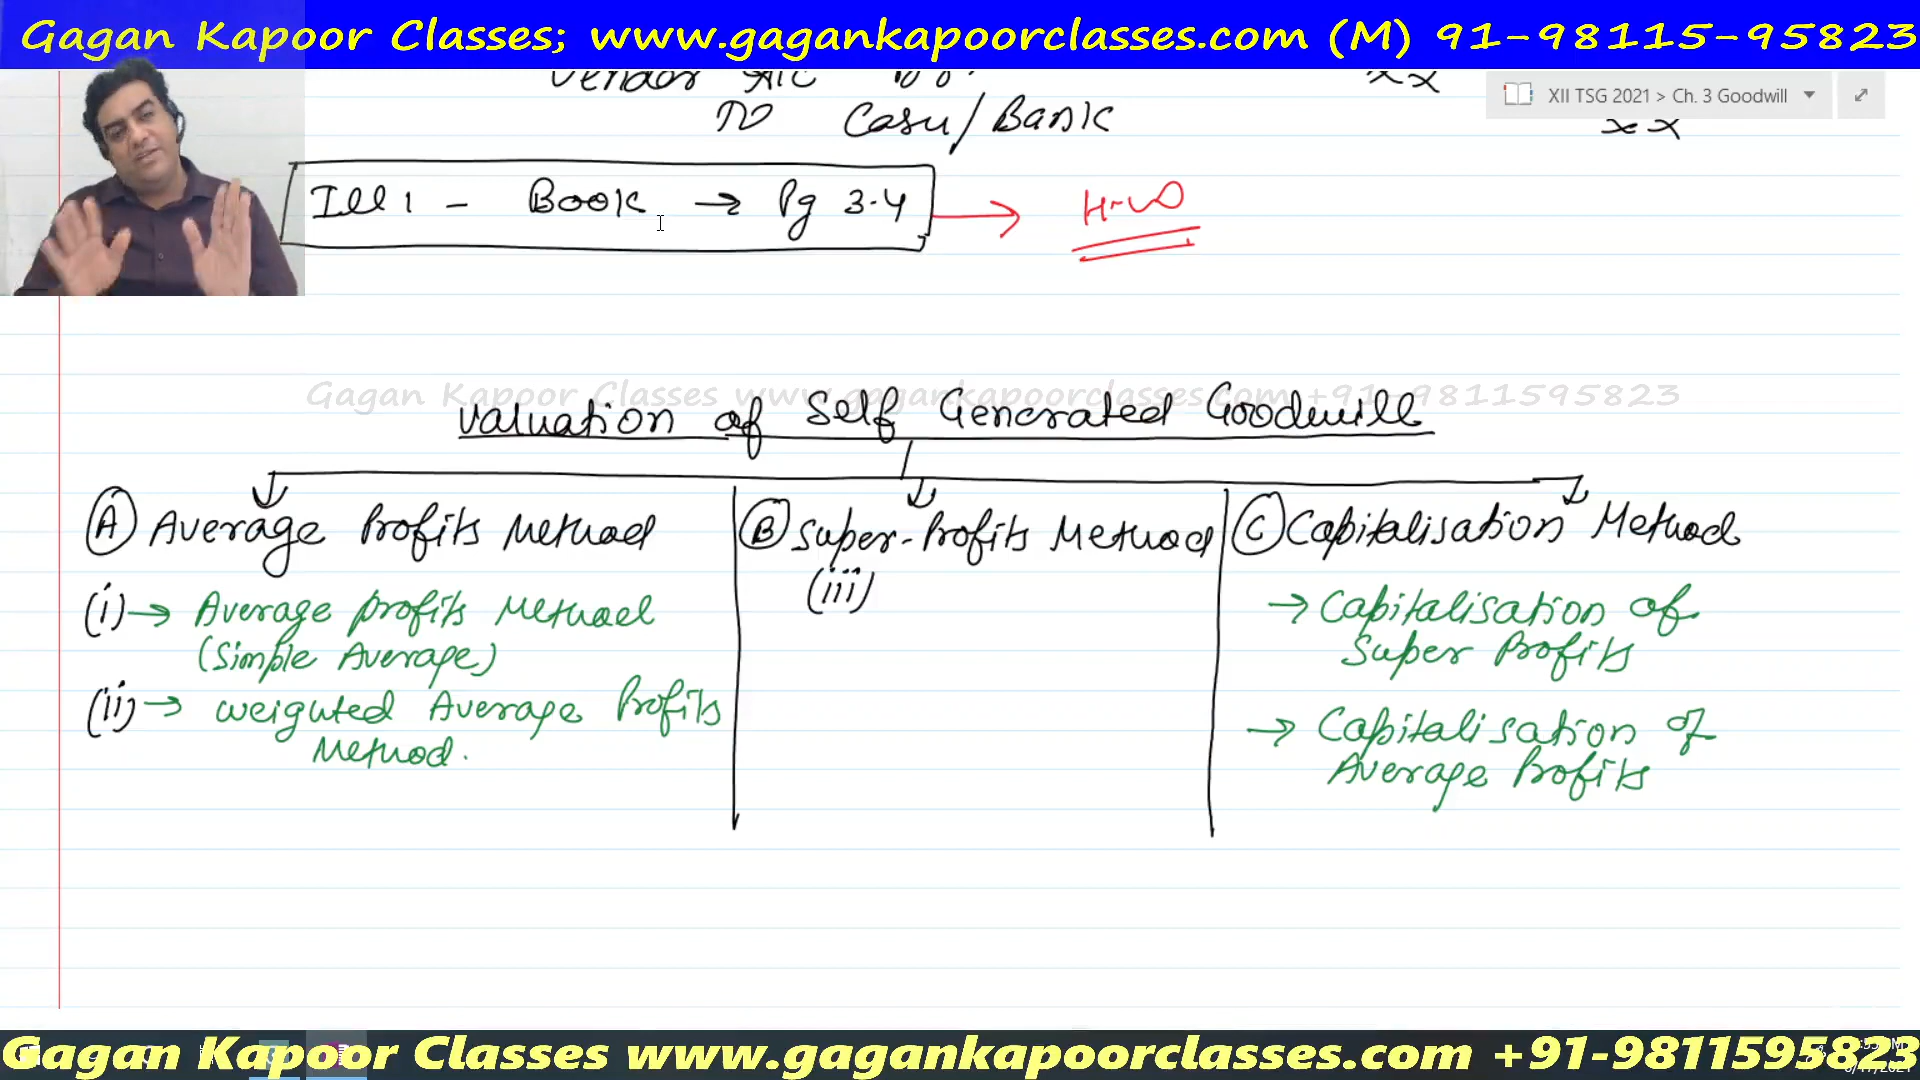 Gagan Kapoor Classes; www.gagankapoorclasses.com (M) 91-98115-95823
Vendor A/c Dr. xx
XII TSG 2021 > Ch. 3 Goodwill
To Cash/Bank xx
Ill 1 - Book → Pg 3.4 → H.W
Gagan Kapoor Classes www.gagankapoorclasses.com +91-9811595823
Valuation of Self Generated Goodwill
(A) Average Profits Method
(i) → Average profits Method
(Simple Average)
(ii) → Weighted Average Profits
Method.
(B) Super-Profits Method
(iii)
(C) Capitalisation Method
→ Capitalisation of
Super Profits
→ Capitalisation of
Average Profits
Gagan Kapoor Classes www.gagankapoorclasses.com +91-9811595823